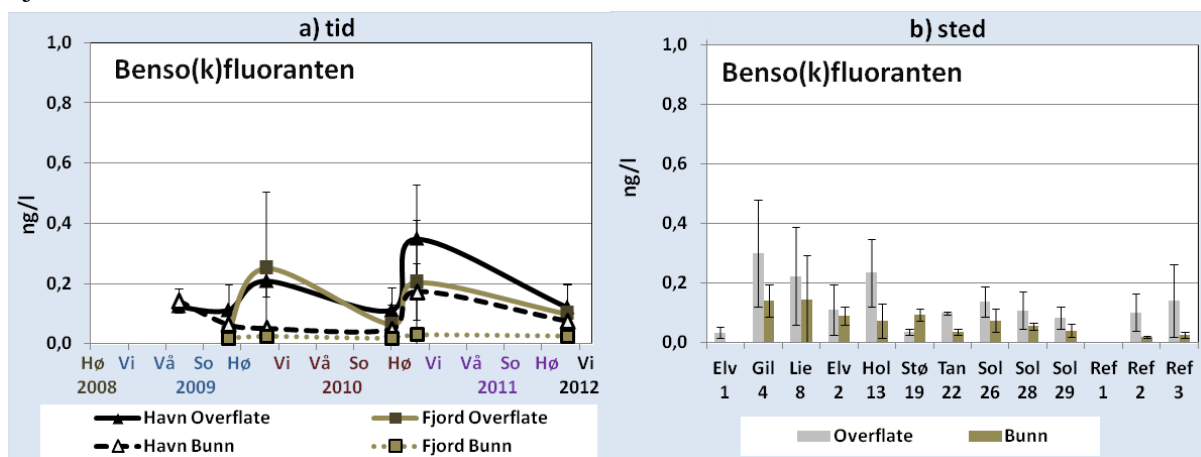 a) tid
Benso(k)fluoranten
ng/l
1,0
0,8
0,6
0,4
0,2
0,0
Hø Vi Vå So Hø Vi Vå So Hø Vi Vå So Hø Vi
2008 2009 2010 2011 2012
Havn Overflate Fjord Overflate
Havn Bunn Fjord Bunn
b) sted
Benso(k)fluoranten
ng/l
1,0
0,8
0,6
0,4
0,2
0,0
Elv Gil Lie Elv Hol Stø Tan Sol Sol Sol Ref Ref Ref
1 4 8 2 13 19 22 26 28 29 1 2 3
Overflate Bunn